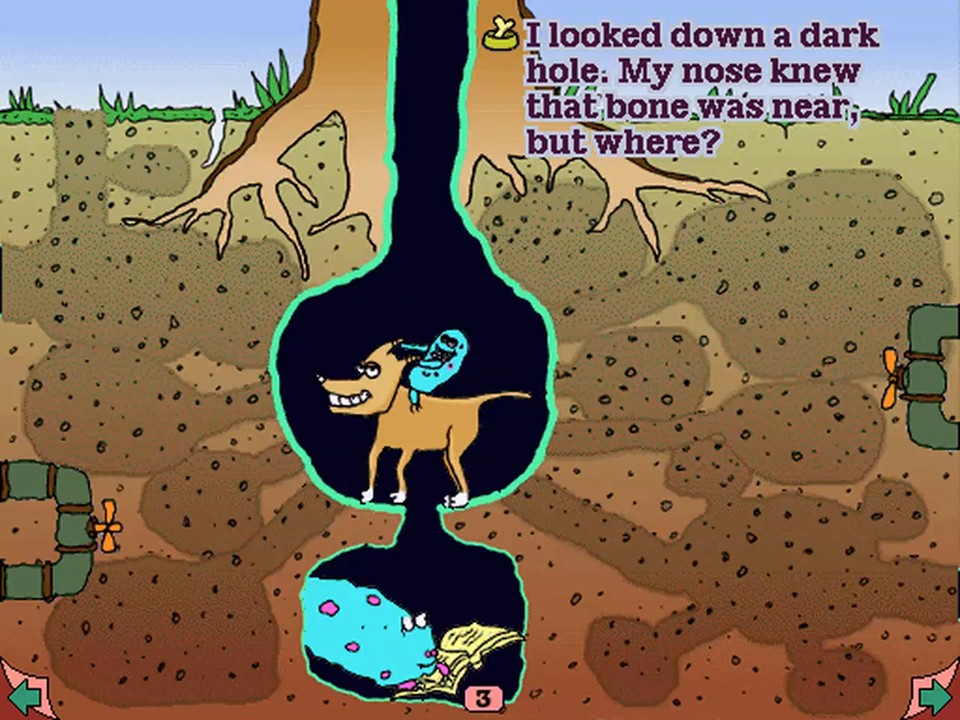 I looked down a dark
hole. My nose knew
that bone was near,
but where?
3